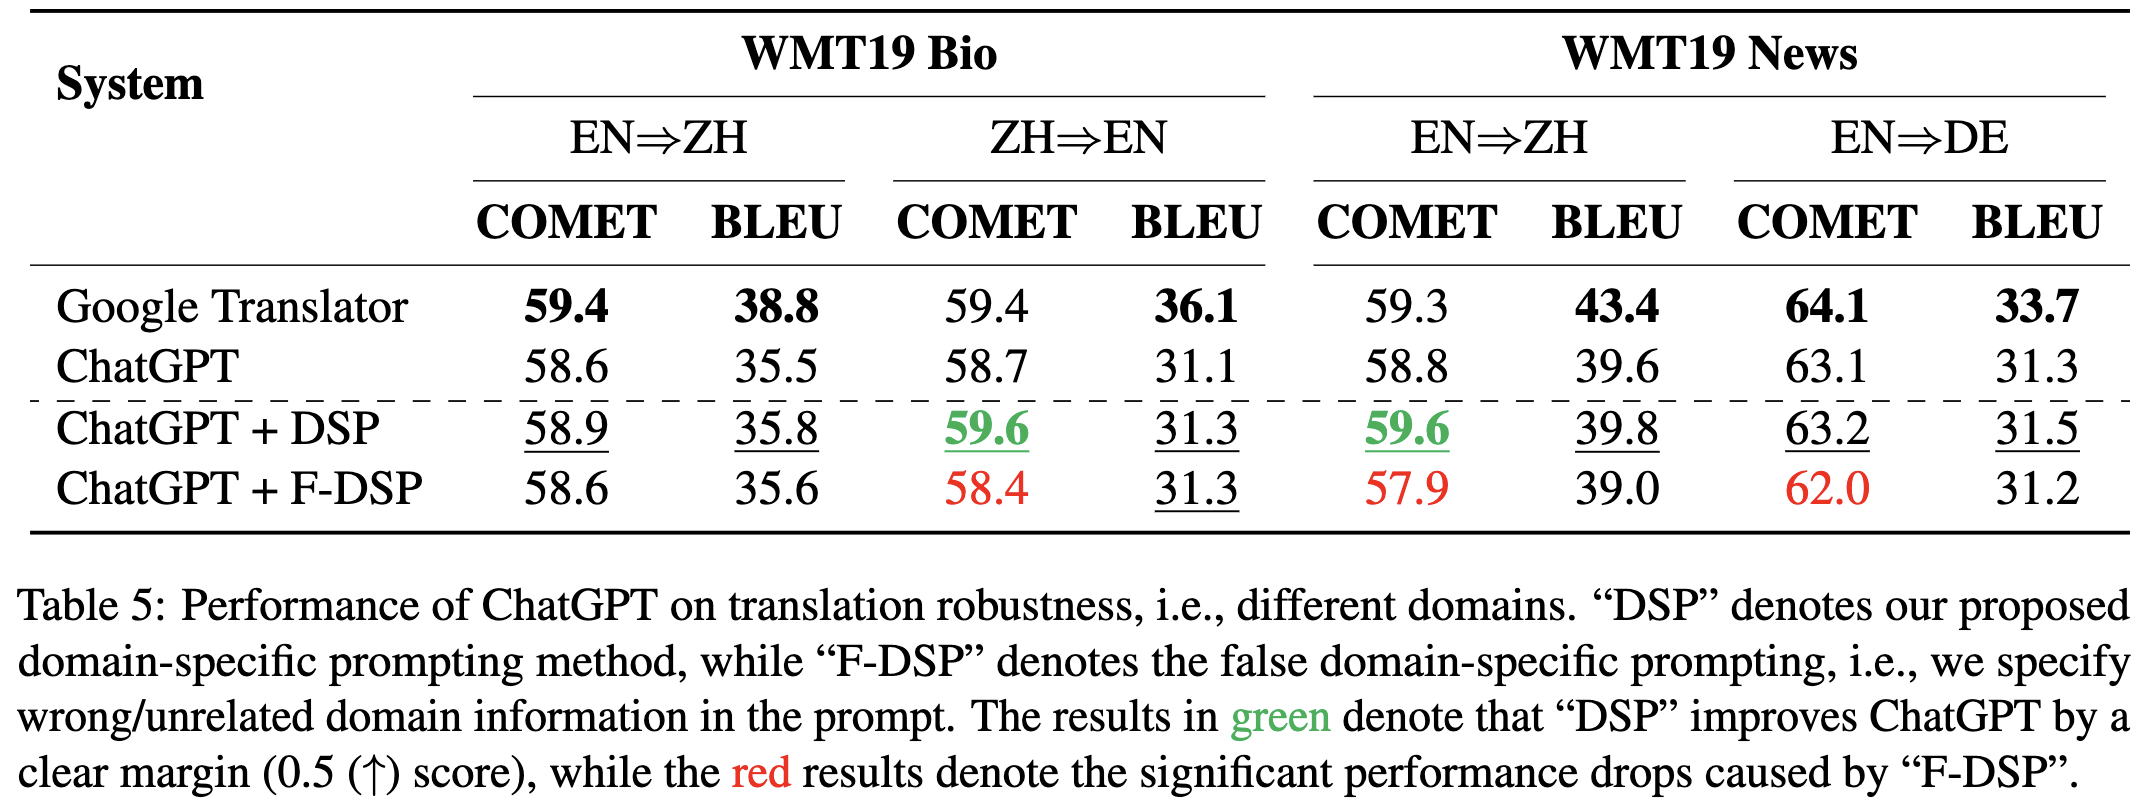 System WMT19 Bio WMT19 News
EN⇒ZH ZH⇒EN EN⇒ZH EN⇒DE
COMET BLEU COMET BLEU COMET BLEU COMET BLEU
Google Translator 59.4 38.8 59.4 36.1 59.3 43.4 64.1 33.7
ChatGPT 58.6 35.5 58.7 31.1 58.8 39.6 63.1 31.3
ChatGPT + DSP 58.9 35.8 59.6 31.3 59.6 39.8 63.2 31.5
ChatGPT + F-DSP 58.6 35.6 58.4 31.3 57.9 39.0 62.0 31.2
Table 5: Performance of ChatGPT on translation robustness, i.e., different domains. “DSP” denotes our proposed
domain-specific prompting method, while “F-DSP” denotes the false domain-specific prompting, i.e., we specify
wrong/unrelated domain information in the prompt. The results in green denote that “DSP” improves ChatGPT by a
clear margin (0.5 (↑) score), while the red results denote the significant performance drops caused by “F-DSP”.